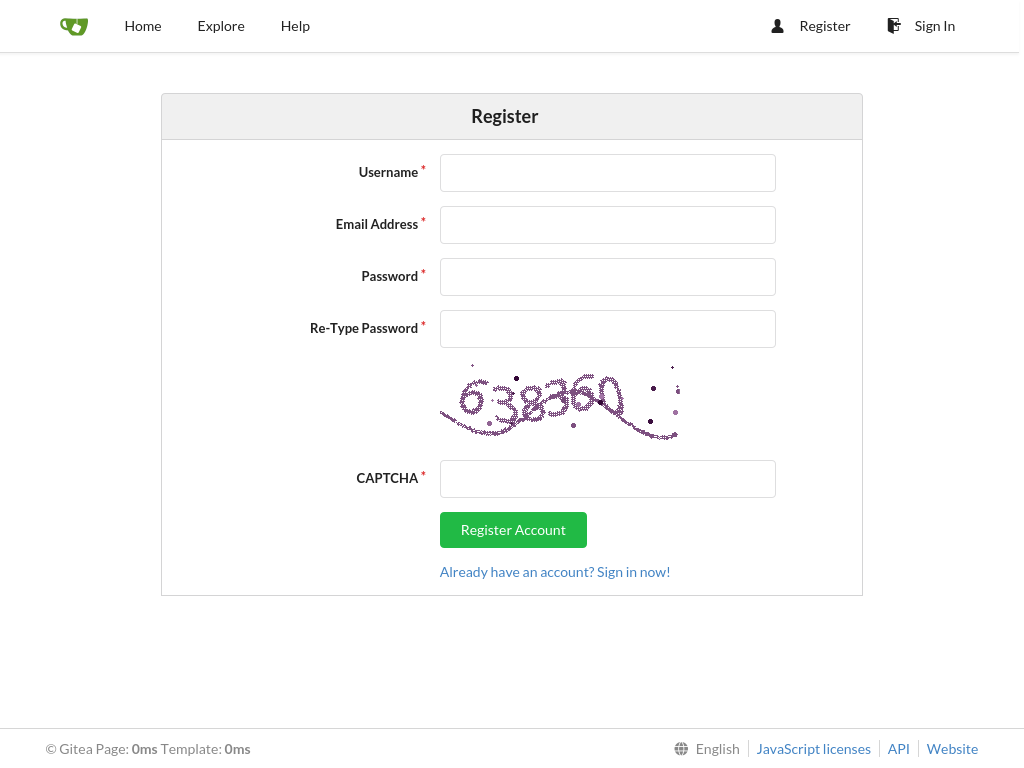 Home Explore Help Register Sign In
Register
Username *
Email Address *
Password *
Re-Type Password *
CAPTCHA *
Register Account
Already have an account? Sign in now!
© Gitea Page: 0ms Template: 0ms English JavaScript licenses API Website